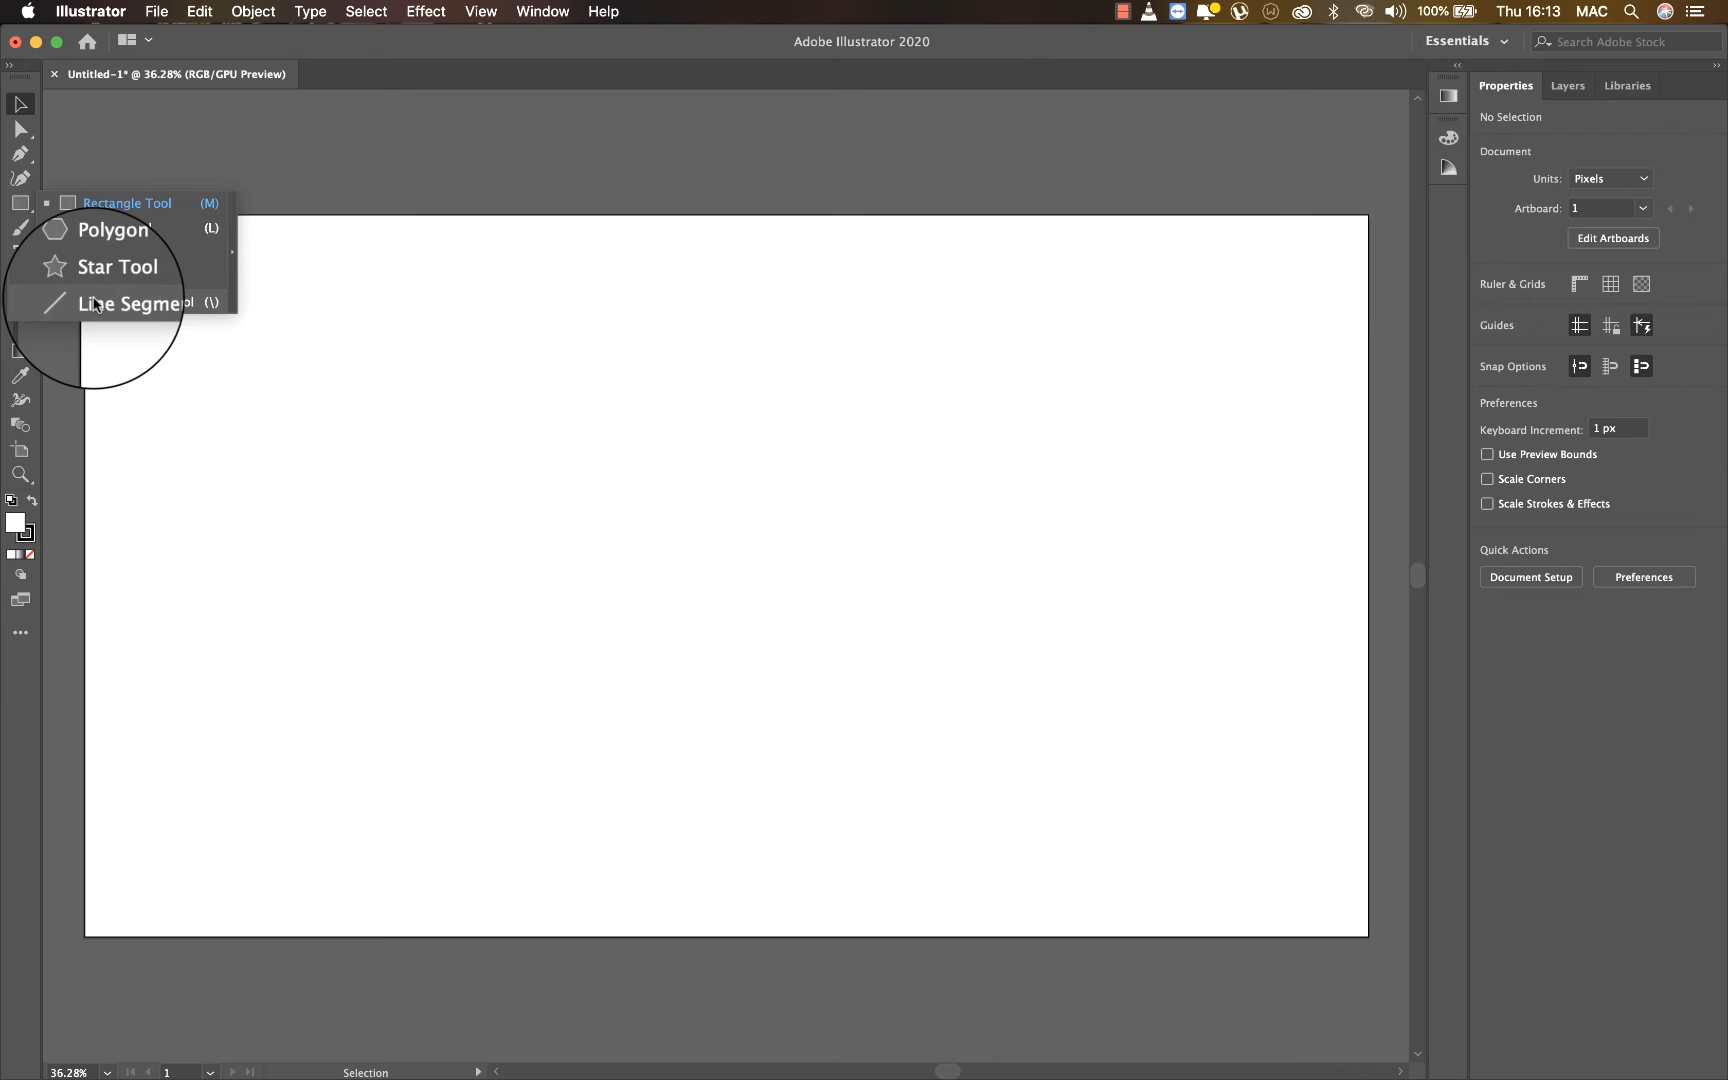 Illustrator File Edit Object Type Select Effect View Window Help
100% Thu 16:13 MAC
Adobe Illustrator 2020
Essentials
Search Adobe Stock
Untitled-1* @ 36.28% (RGB/GPU Preview)
Properties Layers Libraries
No Selection
Document
Units: Pixels
Artboard: 1
Edit Artboards
Ruler & Grids
Guides
Snap Options
Preferences
Keyboard Increment: 1 px
Use Preview Bounds
Scale Corners
Scale Strokes & Effects
Quick Actions
Document Setup Preferences
Rectangle Tool (M)
Polygon (L)
Star Tool
Line Segme ol (\)
36.28% 1 Selection